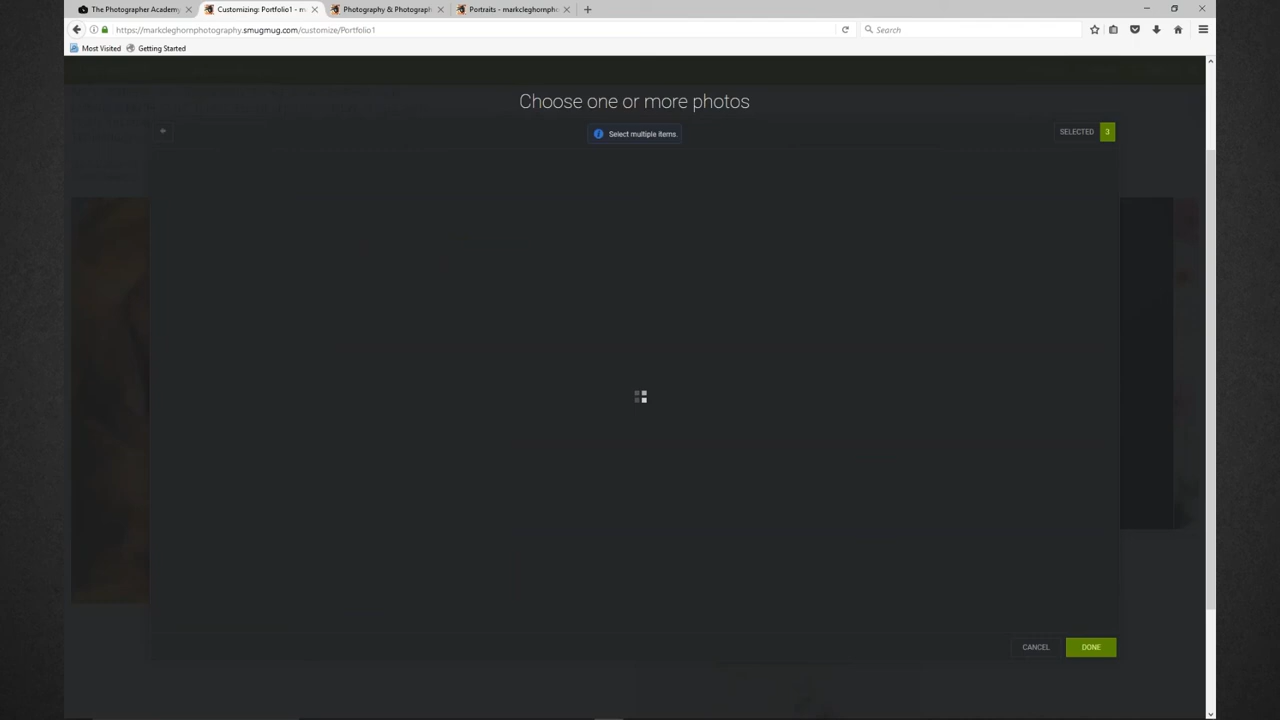 The Photographer Academy
Customizing: Portfolio1 - m
Photography & Photograph
Portraits - markcleghornpho
https://markcleghornphotography.smugmug.com/customize/Portfolio1
Search
Most Visited
Getting Started
Choose one or more photos
Select multiple items.
SELECTED 3
CANCEL
DONE